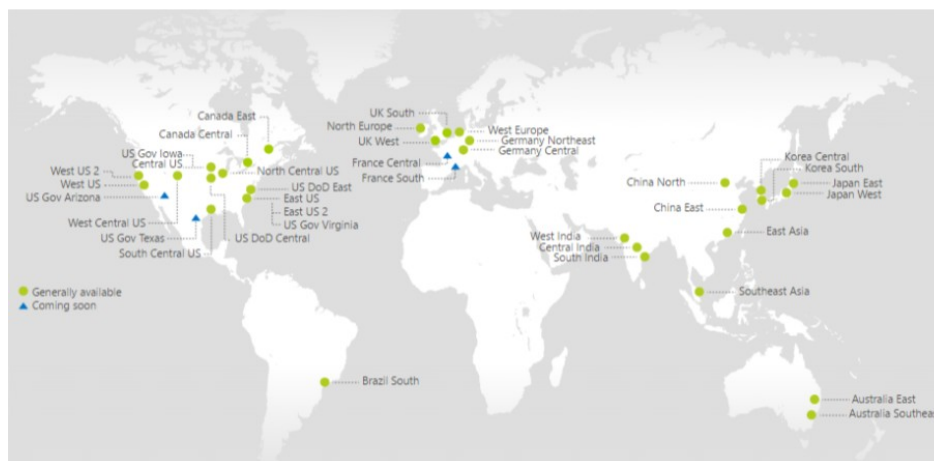 Canada East
Canada Central
US Gov Iowa
Central US
North Central US
West US 2
West US
US Gov Arizona
US DoD East
East US
East US 2
US Gov Virginia
West Central US
US Gov Texas
US DoD Central
South Central US
UK South
North Europe
West Europe
UK West
Germany Northeast
Germany Central
France Central
France South
Korea Central
Korea South
China North
Japan East
Japan West
China East
East Asia
West India
Central India
South India
Southeast Asia
Generally available
Coming soon
Brazil South
Australia East
Australia Southeas